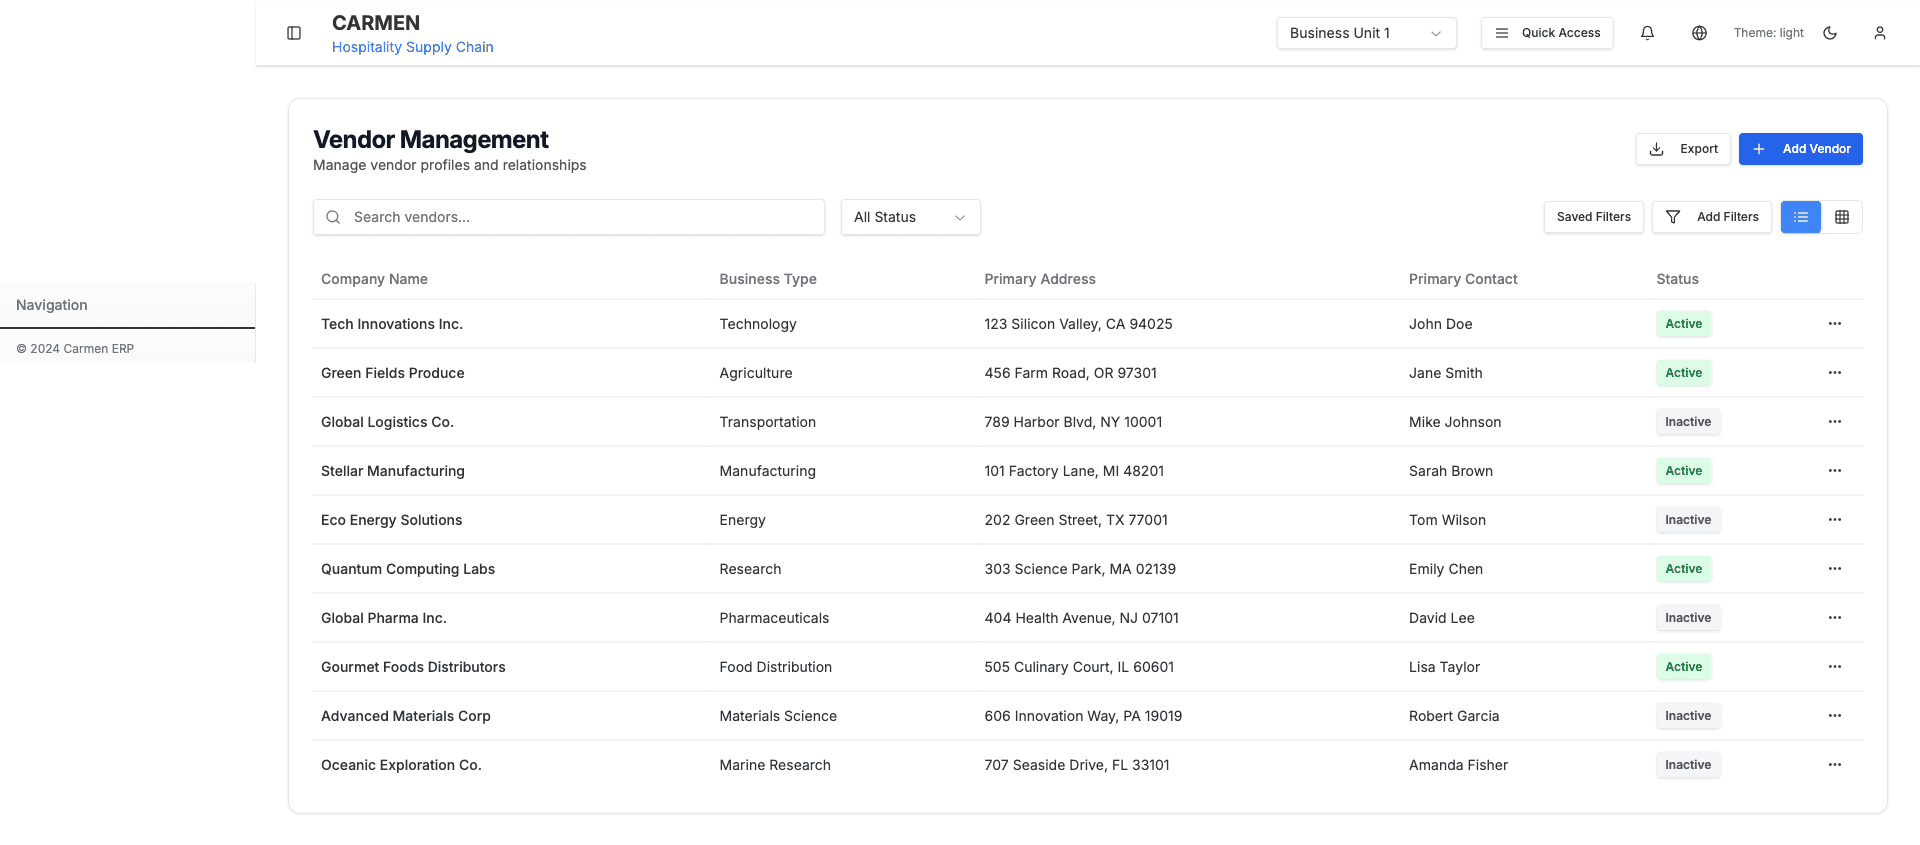 CARMEN
Hospitality Supply Chain
Business Unit 1
Quick Access
Theme: light
Navigation
© 2024 Carmen ERP
Vendor Management
Manage vendor profiles and relationships
Export
Add Vendor
Search vendors...
All Status
Saved Filters
Add Filters
Company Name Business Type Primary Address Primary Contact Status
Tech Innovations Inc. Technology 123 Silicon Valley, CA 94025 John Doe Active
Green Fields Produce Agriculture 456 Farm Road, OR 97301 Jane Smith Active
Global Logistics Co. Transportation 789 Harbor Blvd, NY 10001 Mike Johnson Inactive
Stellar Manufacturing Manufacturing 101 Factory Lane, MI 48201 Sarah Brown Active
Eco Energy Solutions Energy 202 Green Street, TX 77001 Tom Wilson Inactive
Quantum Computing Labs Research 303 Science Park, MA 02139 Emily Chen Active
Global Pharma Inc. Pharmaceuticals 404 Health Avenue, NJ 07101 David Lee Inactive
Gourmet Foods Distributors Food Distribution 505 Culinary Court, IL 60601 Lisa Taylor Active
Advanced Materials Corp Materials Science 606 Innovation Way, PA 19019 Robert Garcia Inactive
Oceanic Exploration Co. Marine Research 707 Seaside Drive, FL 33101 Amanda Fisher Inactive